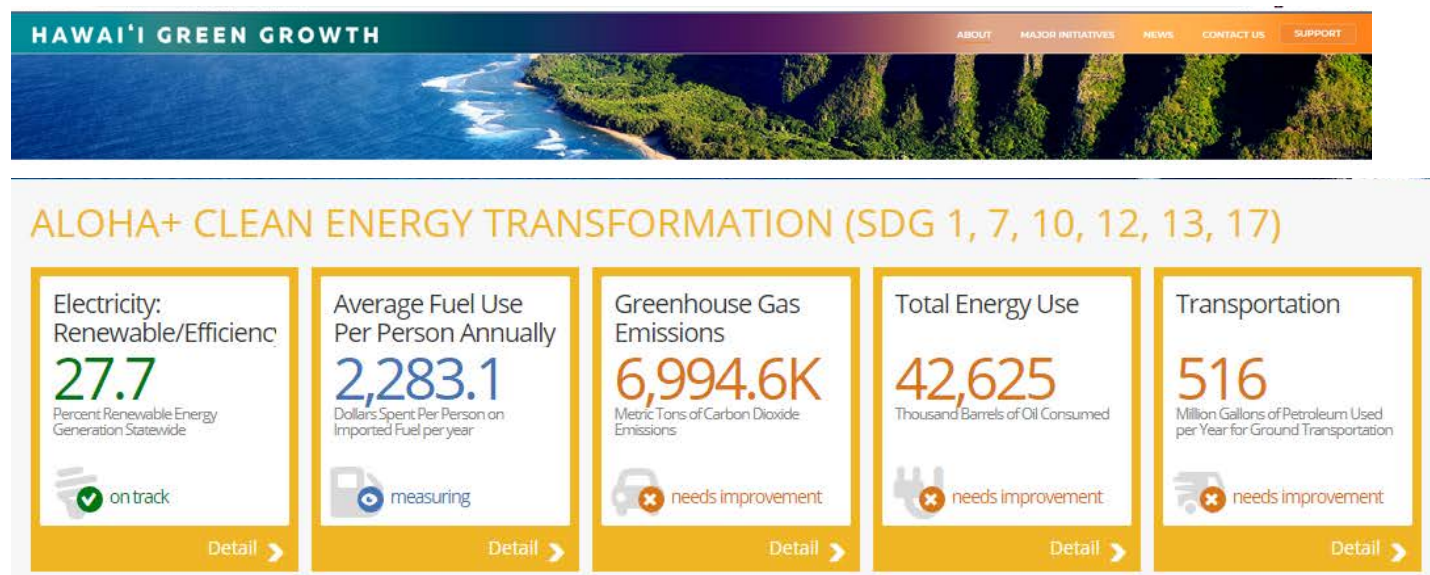 HAWAIʻI GREEN GROWTH
ABOUT MAJOR INITIATIVES NEWS CONTACT US SUPPORT
ALOHA+ CLEAN ENERGY TRANSFORMATION (SDG 1, 7, 10, 12, 13, 17)
Electricity:
Renewable/Efficienc
27.7
Percent Renewable Energy
Generation Statewide
on track
Detail
Average Fuel Use
Per Person Annually
2,283.1
Dollars Spent Per Person on
Imported Fuel per year
measuring
Detail
Greenhouse Gas
Emissions
6,994.6K
Metric Tons of Carbon Dioxide
Emissions
needs improvement
Detail
Total Energy Use
42,625
Thousand Barrels of Oil Consumed
needs improvement
Detail
Transportation
516
Million Gallons of Petroleum Used
per Year for Ground Transportation
needs improvement
Detail